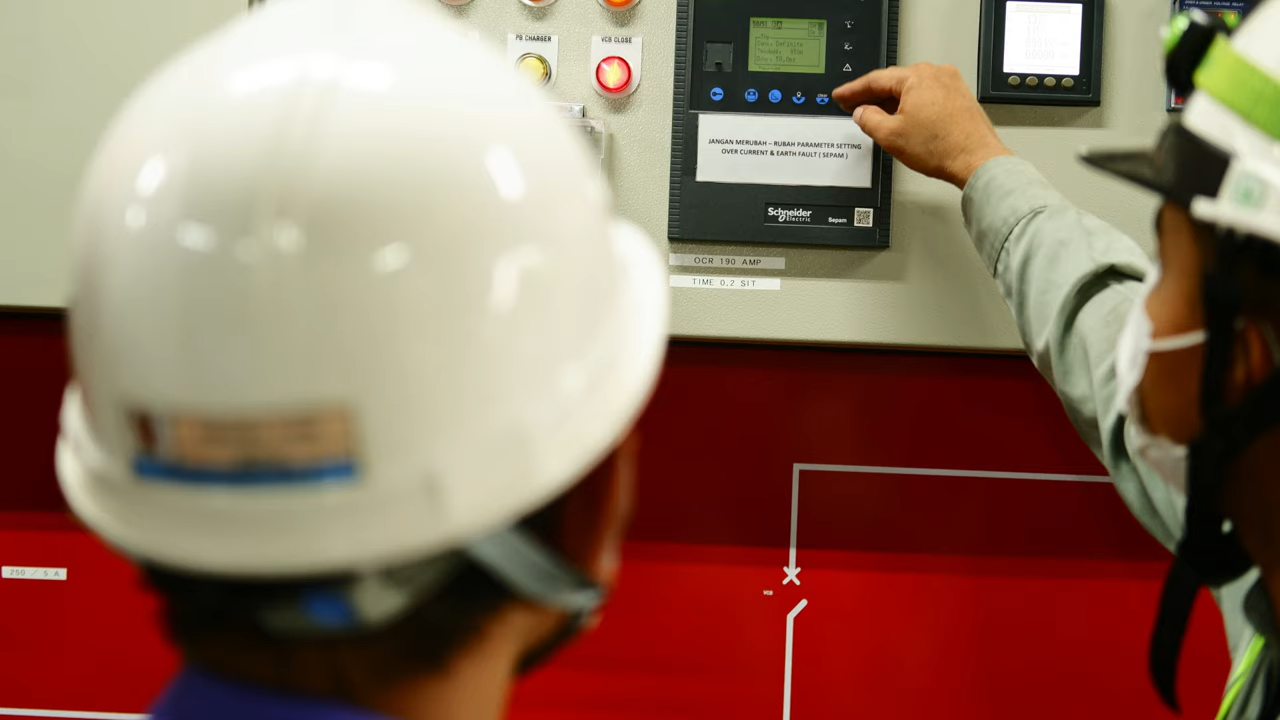 PB CHARGER
VCB CLOSE
JANGAN MERUBAH – RUBAH PARAMETER SETTING
OVER CURRENT & EARTH FAULT ( SEPAM )
Schneider
Electric
Sepam
OCR 190 AMP
TIME 0,2 SIT
250 / 5 A
VCB